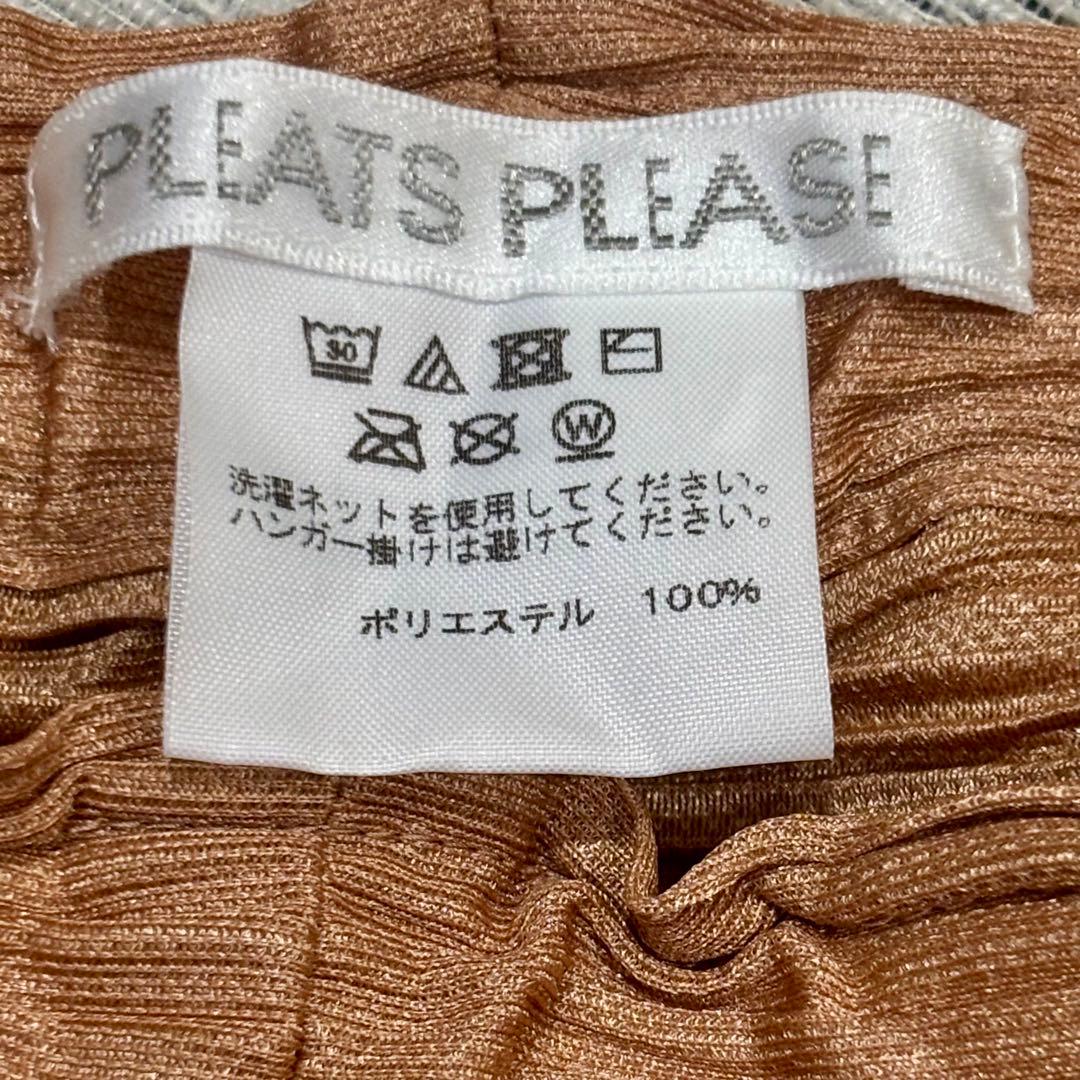 PLEATS PLEASE
30
W
洗濯ネットを使用してください。
ハンガー掛けは避けてください。
ポリエステル 100%